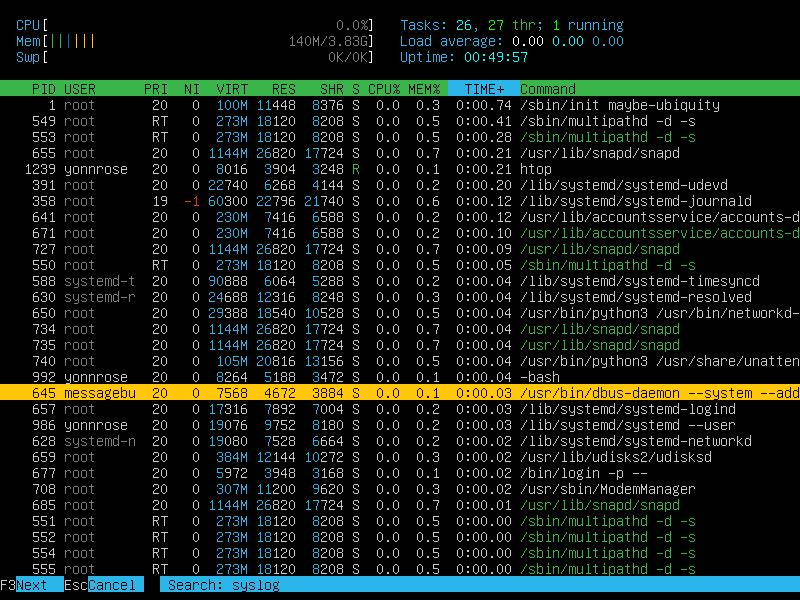 CPU[ 0.0%] Tasks: 26, 27 thr; 1 running
Mem[||||||| 140M/3.83G] Load average: 0.00 0.00 0.00
Swp[ 0K/0K] Uptime: 00:49:57
PID USER PRI NI VIRT RES SHR S CPU% MEM% TIME+ Command
1 root 20 0 100M 11448 8376 S 0.0 0.3 0:00.74 /sbin/init maybe-ubiquity
549 root RT 0 273M 18120 8208 S 0.0 0.5 0:00.41 /sbin/multipathd -d -s
553 root RT 0 273M 18120 8208 S 0.0 0.5 0:00.28 /sbin/multipathd -d -s
655 root 20 0 1144M 26820 17724 S 0.0 0.7 0:00.21 /usr/lib/snapd/snapd
1239 yonnrose 20 0 8016 3904 3248 R 0.0 0.1 0:00.21 htop
391 root 20 0 22740 6268 4144 S 0.0 0.2 0:00.20 /lib/systemd/systemd-udevd
358 root 19 -1 60300 22796 21740 S 0.0 0.6 0:00.12 /lib/systemd/systemd-journald
641 root 20 0 230M 7416 6588 S 0.0 0.2 0:00.12 /usr/lib/accountsservice/accounts-d
671 root 20 0 230M 7416 6588 S 0.0 0.2 0:00.10 /usr/lib/accountsservice/accounts-d
727 root 20 0 1144M 26820 17724 S 0.0 0.7 0:00.09 /usr/lib/snapd/snapd
550 root RT 0 273M 18120 8208 S 0.0 0.5 0:00.05 /sbin/multipathd -d -s
588 systemd-t 20 0 90888 6064 5288 S 0.0 0.2 0:00.04 /lib/systemd/systemd-timesyncd
630 systemd-r 20 0 24688 12316 8248 S 0.0 0.3 0:00.04 /lib/systemd/systemd-resolved
650 root 20 0 29388 18540 10528 S 0.0 0.5 0:00.04 /usr/bin/python3 /usr/bin/networkd-
734 root 20 0 1144M 26820 17724 S 0.0 0.7 0:00.04 /usr/lib/snapd/snapd
735 root 20 0 1144M 26820 17724 S 0.0 0.7 0:00.04 /usr/lib/snapd/snapd
740 root 20 0 105M 20816 13156 S 0.0 0.5 0:00.04 /usr/bin/python3 /usr/share/unatten
992 yonnrose 20 0 8264 5188 3472 S 0.0 0.1 0:00.04 -bash
645 messagebu 20 0 7568 4672 3884 S 0.0 0.1 0:00.03 /usr/bin/dbus-daemon --system --add
657 root 20 0 17316 7892 7004 S 0.0 0.2 0:00.03 /lib/systemd/systemd-logind
986 yonnrose 20 0 19076 9752 8180 S 0.0 0.2 0:00.03 /lib/systemd/systemd --user
628 systemd-n 20 0 19080 7528 6664 S 0.0 0.2 0:00.02 /lib/systemd/systemd-networkd
659 root 20 0 384M 12144 10272 S 0.0 0.3 0:00.02 /usr/lib/udisks2/udisksd
677 root 20 0 5972 3948 3168 S 0.0 0.1 0:00.02 /bin/login -p --
708 root 20 0 307M 11200 9620 S 0.0 0.3 0:00.02 /usr/sbin/ModemManager
685 root 20 0 1144M 26820 17724 S 0.0 0.7 0:00.01 /usr/lib/snapd/snapd
551 root RT 0 273M 18120 8208 S 0.0 0.5 0:00.00 /sbin/multipathd -d -s
552 root RT 0 273M 18120 8208 S 0.0 0.5 0:00.00 /sbin/multipathd -d -s
554 root RT 0 273M 18120 8208 S 0.0 0.5 0:00.00 /sbin/multipathd -d -s
555 root RT 0 273M 18120 8208 S 0.0 0.5 0:00.00 /sbin/multipathd -d -s
F3Next EscCancel Search: syslog